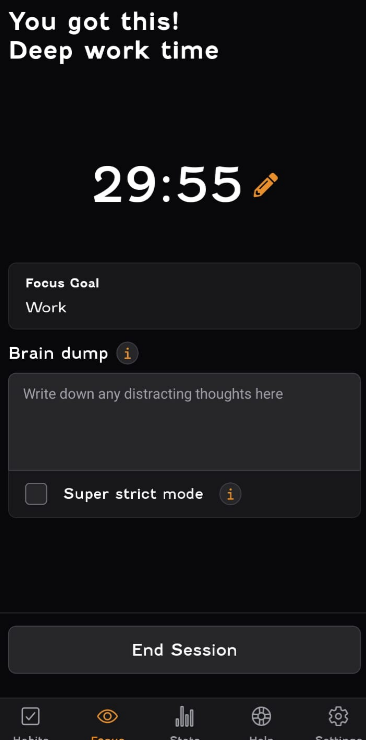 You got this!
Deep work time
29:55
Focus Goal
Work
Brain dump i
Write down any distracting thoughts here
Super strict mode i
End Session
Habits Focus Stats Help Settings